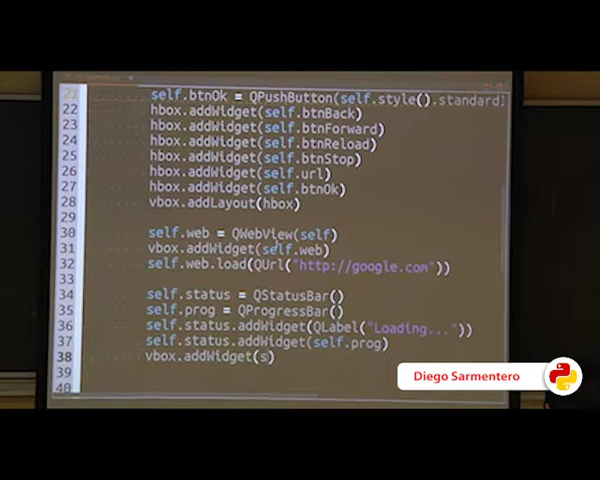 21 self.btnOk = QPushButton(self.style().standardI
22 hbox.addWidget(self.btnBack)
23 hbox.addWidget(self.btnForward)
24 hbox.addWidget(self.btnReload)
25 hbox.addWidget(self.btnStop)
26 hbox.addWidget(self.url)
27 hbox.addWidget(self.btnOk)
28 vbox.addLayout(hbox)
29
30 self.web = QWebView(self)
31 vbox.addWidget(self.web)
32 self.web.load(QUrl("http://google.com"))
33
34 self.status = QStatusBar()
35 self.prog = QProgressBar()
36 self.status.addWidget(QLabel("Loading..."))
37 self.status.addWidget(self.prog)
38 vbox.addWidget(s)
39
40
Diego Sarmentero